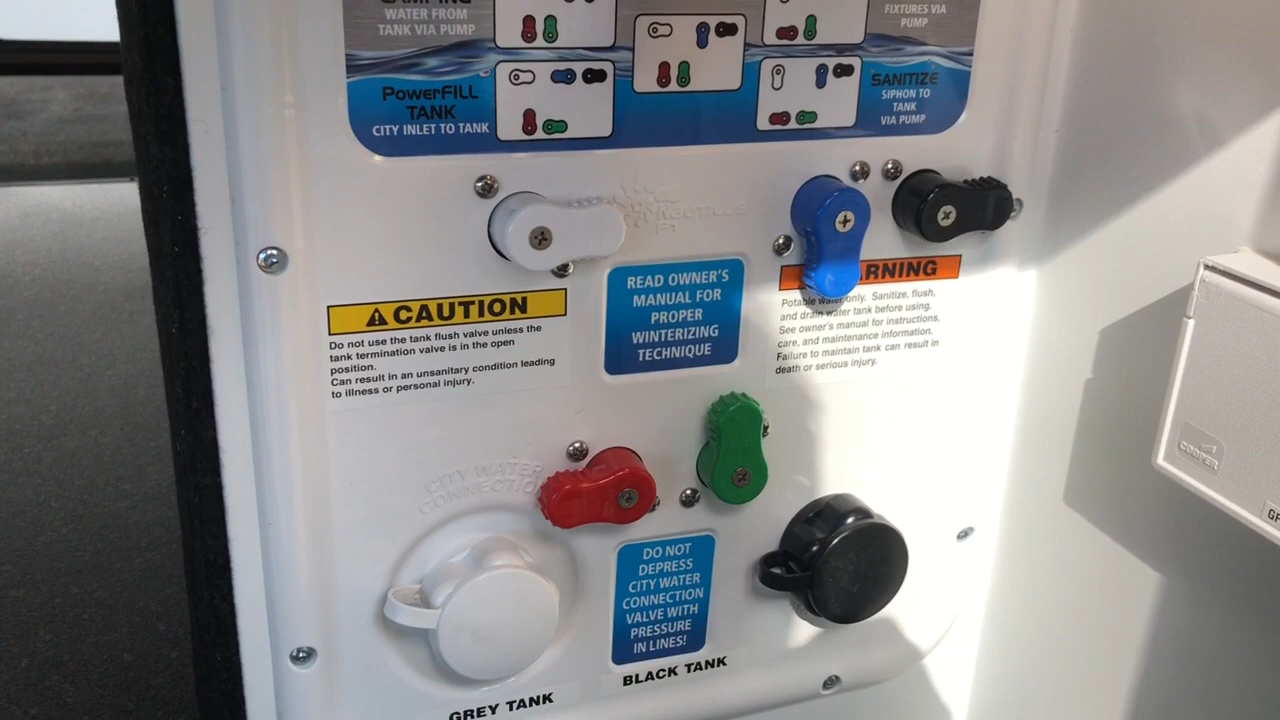 CAMPING
WATER FROM
TANK VIA PUMP
FIXTURES VIA
PUMP
PowerFILL
TANK
CITY INLET TO TANK
SANITIZE
SIPHON TO
TANK
VIA PUMP
NAUTILUS
P1
CAUTION
Do not use the tank flush valve unless the
tank termination valve is in the open
position.
Can result in an unsanitary condition leading
to illness or personal injury.
READ OWNER'S
MANUAL FOR
PROPER
WINTERIZING
TECHNIQUE
WARNING
Potable water only. Sanitize, flush,
and drain water tank before using.
See owner's manual for instructions,
care, and maintenance information.
Failure to maintain tank can result in
death or serious injury.
CITY WATER
CONNECTION
DO NOT
DEPRESS
CITY WATER
CONNECTION
VALVE WITH
PRESSURE
IN LINES!
COOPER
GREY TANK
BLACK TANK